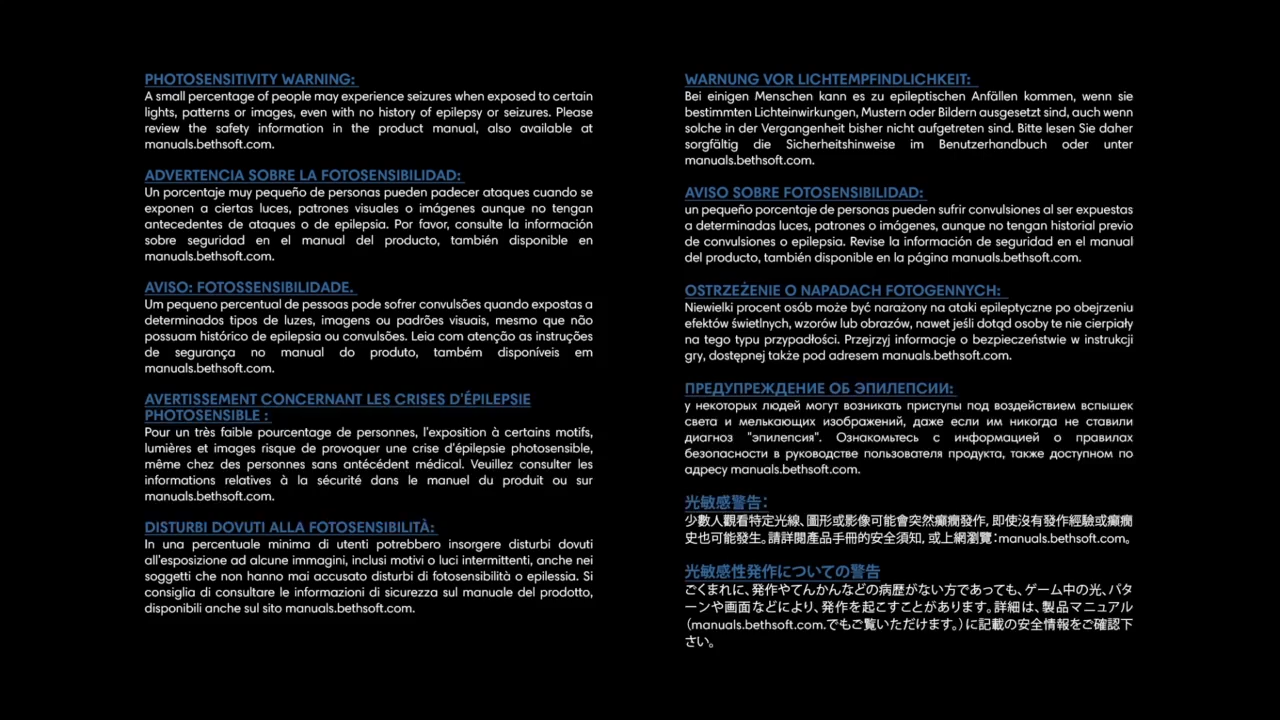 PHOTOSENSITIVITY WARNING:
A small percentage of people may experience seizures when exposed to certain
lights, patterns or images, even with no history of epilepsy or seizures. Please
review the safety information in the product manual, also available at
manuals.bethsoft.com.
ADVERTENCIA SOBRE LA FOTOSENSIBILIDAD:
Un porcentaje muy pequeño de personas pueden padecer ataques cuando se
exponen a ciertas luces, patrones visuales o imágenes aunque no tengan
antecedentes de ataques o de epilepsia. Por favor, consulte la información
sobre seguridad en el manual del producto, también disponible en
manuals.bethsoft.com.
AVISO: FOTOSSENSIBILIDADE.
Um pequeno percentual de pessoas pode sofrer convulsões quando expostas a
determinados tipos de luzes, imagens ou padrões visuais, mesmo que não
possuam histórico de epilepsia ou convulsões. Leia com atenção as instruções
de segurança no manual do produto, também disponíveis em
manuals.bethsoft.com.
AVERTISSEMENT CONCERNANT LES CRISES D'ÉPILEPSIE
PHOTOSENSIBLE :
Pour un très faible pourcentage de personnes, l'exposition à certains motifs,
lumières et images risque de provoquer une crise d'épilepsie photosensible,
même chez des personnes sans antécédent médical. Veuillez consulter les
informations relatives à la sécurité dans le manuel du produit ou sur
manuals.bethsoft.com.
DISTURBI DOVUTI ALLA FOTOSENSIBILITÀ:
In una percentuale minima di utenti potrebbero insorgere disturbi dovuti
all'esposizione ad alcune immagini, inclusi motivi o luci intermittenti, anche nei
soggetti che non hanno mai accusato disturbi di fotosensibilità o epilessia. Si
consiglia di consultare le informazioni di sicurezza sul manuale del prodotto,
disponibili anche sul sito manuals.bethsoft.com.
WARNUNG VOR LICHTEMPFINDLICHKEIT:
Bei einigen Menschen kann es zu epileptischen Anfällen kommen, wenn sie
bestimmten Lichteinwirkungen, Mustern oder Bildern ausgesetzt sind, auch wenn
solche in der Vergangenheit bisher nicht aufgetreten sind. Bitte lesen Sie daher
sorgfältig die Sicherheitshinweise im Benutzerhandbuch oder unter
manuals.bethsoft.com.
AVISO SOBRE FOTOSENSIBILIDAD:
un pequeño porcentaje de personas pueden sufrir convulsiones al ser expuestas
a determinadas luces, patrones o imágenes, aunque no tengan historial previo
de convulsiones o epilepsia. Revise la información de seguridad en el manual
del producto, también disponible en la página manuals.bethsoft.com.
OSTRZEŻENIE O NAPADACH FOTOGENNYCH:
Niewielki procent osób może być narażony na ataki epileptyczne po obejrzeniu
efektów świetlnych, wzorów lub obrazów, nawet jeśli dotąd osoby te nie cierpiały
na tego typu przypadłości. Przejrzyj informacje o bezpieczeństwie w instrukcji
gry, dostępnej także pod adresem manuals.bethsoft.com.
ПРЕДУПРЕЖДЕНИЕ ОБ ЭПИЛЕПСИИ:
у некоторых людей могут возникать приступы под воздействием вспышек
света и мелькающих изображений, даже если им никогда не ставили
диагноз "эпилепсия". Ознакомьтесь с информацией о правилах
безопасности в руководстве пользователя продукта, также доступном по
адресу manuals.bethsoft.com.
光敏感警告：
少數人觀看特定光線、圖形或影像可能會突然癲癇發作, 即使沒有發作經驗或癲癇
史也可能發生。請詳閱產品手冊的安全須知, 或上網瀏覽：manuals.bethsoft.com。
光敏感性発作についての警告
ごくまれに、発作やてんかんなどの病歴がない方であっても、ゲーム中の光、パタ
ーンや画面などにより、発作を起こすことがあります。詳細は、製品マニュアル
（manuals.bethsoft.com.でもご覧いただけます。）に記載の安全情報をご確認下
さい。